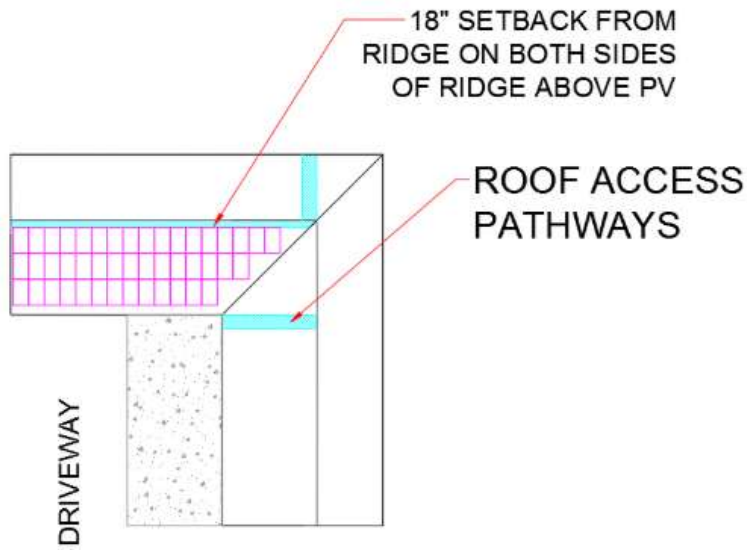 18" SETBACK FROM
RIDGE ON BOTH SIDES
OF RIDGE ABOVE PV
ROOF ACCESS
PATHWAYS
DRIVEWAY